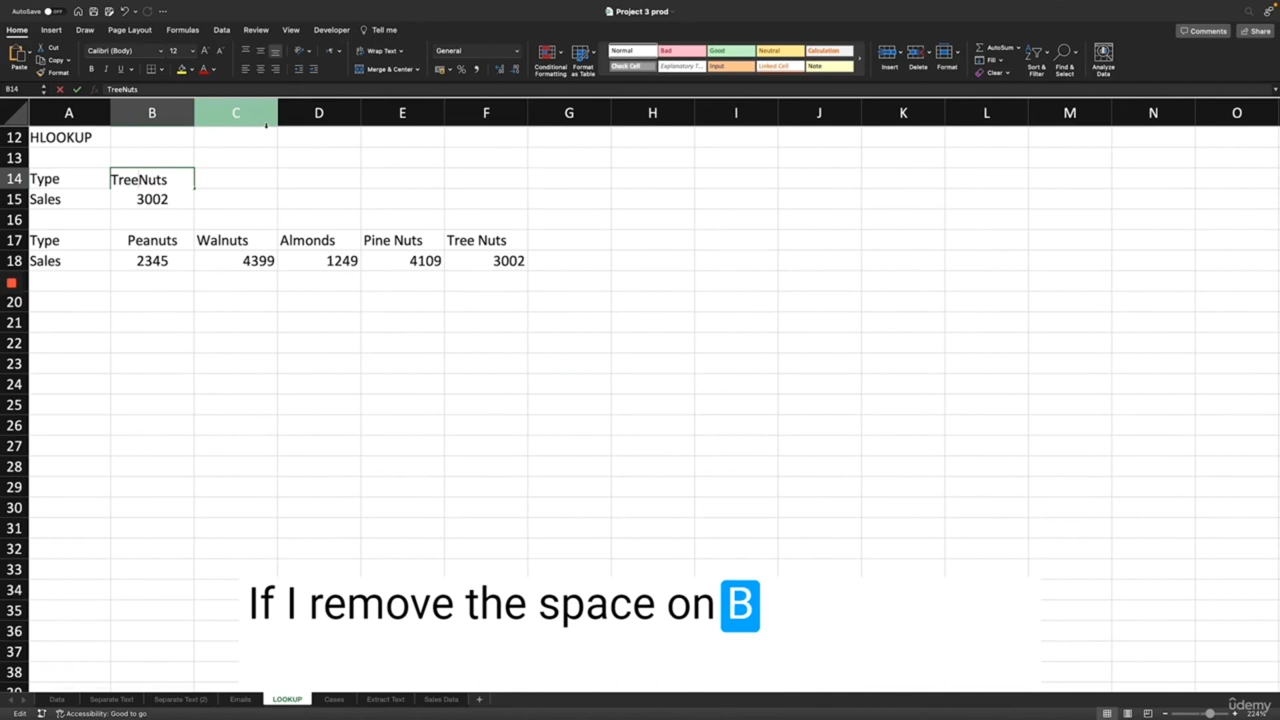 AutoSave OFF
Project 3 prod
Home Insert Draw Page Layout Formulas Data Review View Developer Tell me
Comments Share
Paste Cut Copy Format
Calibri (Body) 12
B I U
Wrap Text
Merge & Center
General
Conditional Formatting
Format as Table
Normal Bad Good Neutral Calculation
Check Cell Explanatory T... Input Linked Cell Note
Insert Delete Format
AutoSum Fill Clear
Sort & Filter
Find & Select
Analyze Data
B14 fx TreeNuts
A B C D E F G H I J K L M N O
12 HLOOKUP
13
14 Type TreeNuts
15 Sales 3002
16
17 Type Peanuts Walnuts Almonds Pine Nuts Tree Nuts
18 Sales 2345 4399 1249 4109 3002
20
21
22
23
24
25
26
27
28
29
30
31
32
33
34
35
36
37
38
If I remove the space on B
Data Separate Text Separate Text (2) Emails LOOKUP Cases Extract Text Sales Data +
Edit Accessibility: Good to go
224%
udemy